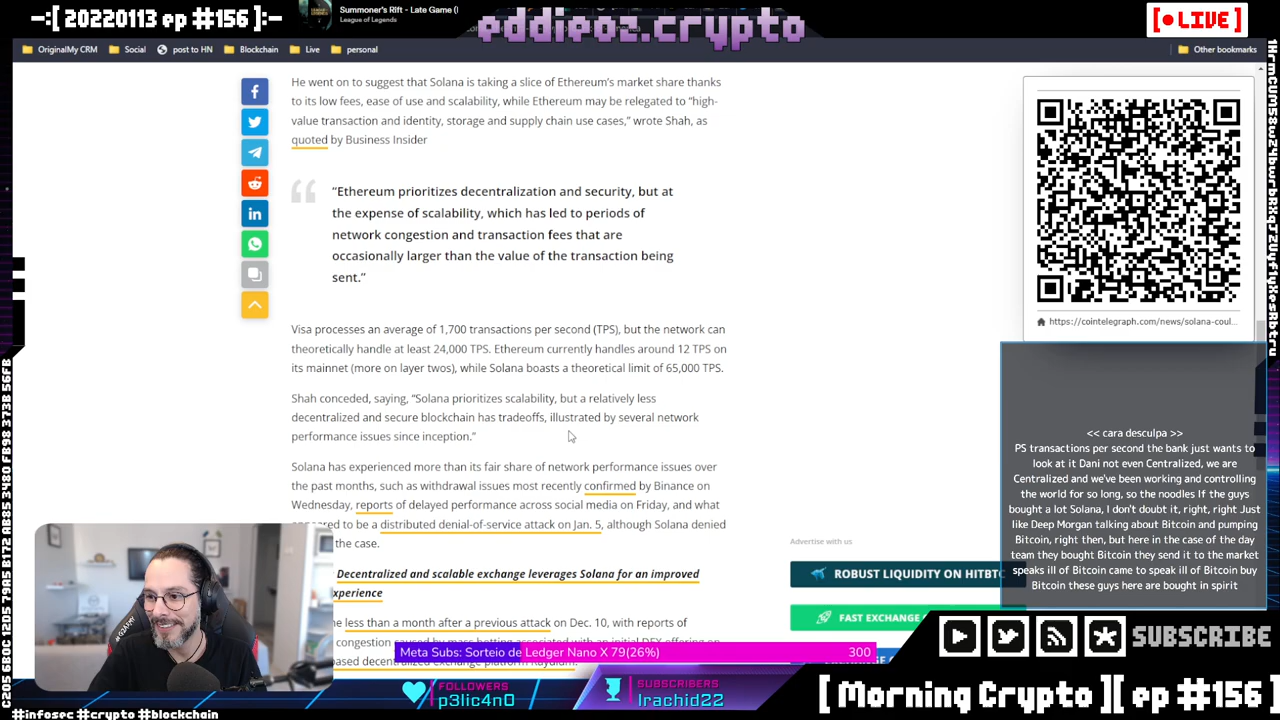 -:[ 20220113 ep #156 ]:-
Summoner's Rift - Late Game (
League of Legends
eddieoz.crypto
[ LIVE ]
OriginalMy CRM
Social
post to HN
Blockchain
Live
personal
Other bookmarks
He went on to suggest that Solana is taking a slice of Ethereum's market share thanks
to its low fees, ease of use and scalability, while Ethereum may be relegated to "high-
value transaction and identity, storage and supply chain use cases," wrote Shah, as
quoted by Business Insider
"Ethereum prioritizes decentralization and security, but at
the expense of scalability, which has led to periods of
network congestion and transaction fees that are
occasionally larger than the value of the transaction being
sent."
Visa processes an average of 1,700 transactions per second (TPS), but the network can
theoretically handle at least 24,000 TPS. Ethereum currently handles around 12 TPS on
its mainnet (more on layer twos), while Solana boasts a theoretical limit of 65,000 TPS.
Shah conceded, saying, "Solana prioritizes scalability, but a relatively less
decentralized and secure blockchain has tradeoffs, illustrated by several network
performance issues since inception."
Solana has experienced more than its fair share of network performance issues over
the past months, such as withdrawal issues most recently confirmed by Binance on
Wednesday, reports of delayed performance across social media on Friday, and what
to be a distributed denial-of-service attack on Jan. 5, although Solana denied
the case.
Decentralized and scalable exchange leverages Solana for an improved
xperience
less than a month after a previous attack on Dec. 10, with reports of
congestion caused by mass botting associated with an initial DEX offering on
based decentralized exchange platform Raydium.
https://cointelegraph.com/news/solana-coul...
<< cara desculpa >>
PS transactions per second the bank just wants to
look at it Dani not even Centralized, we are
Centralized and we've been working and controlling
the world for so long, so the noodles If the guys
bought a lot Solana, I don't doubt it, right, right Just
like Deep Morgan talking about Bitcoin and pumping
Bitcoin, right then, but here in the case of the day
team they bought Bitcoin they send it to the market
speaks ill of Bitcoin came to speak ill of Bitcoin buy
Bitcoin these guys here are bought in spirit
Advertise with us
ROBUST LIQUIDITY ON HITBTC
FAST EXCHANGE
Meta Subs: Sorteio de Ledger Nano X 79(26%)
300
SUBSCRIBE
FOLLOWERS
p3lic4n0
SUBSCRIBERS
lrachid22
[ Morning Crypto ][ ep #156 ]
#infosec #crypto #blockchain